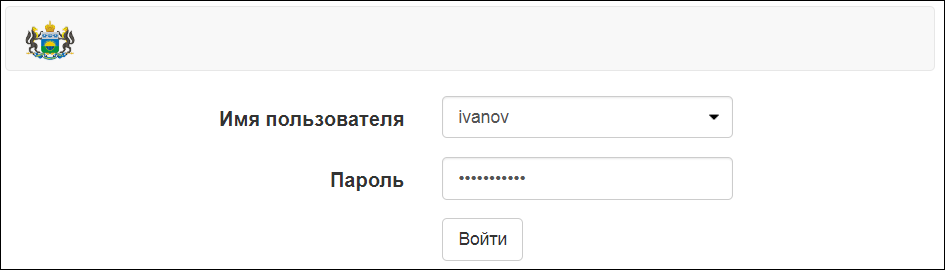 Имя пользователя ivanov
Пароль •••••••••••
Войти